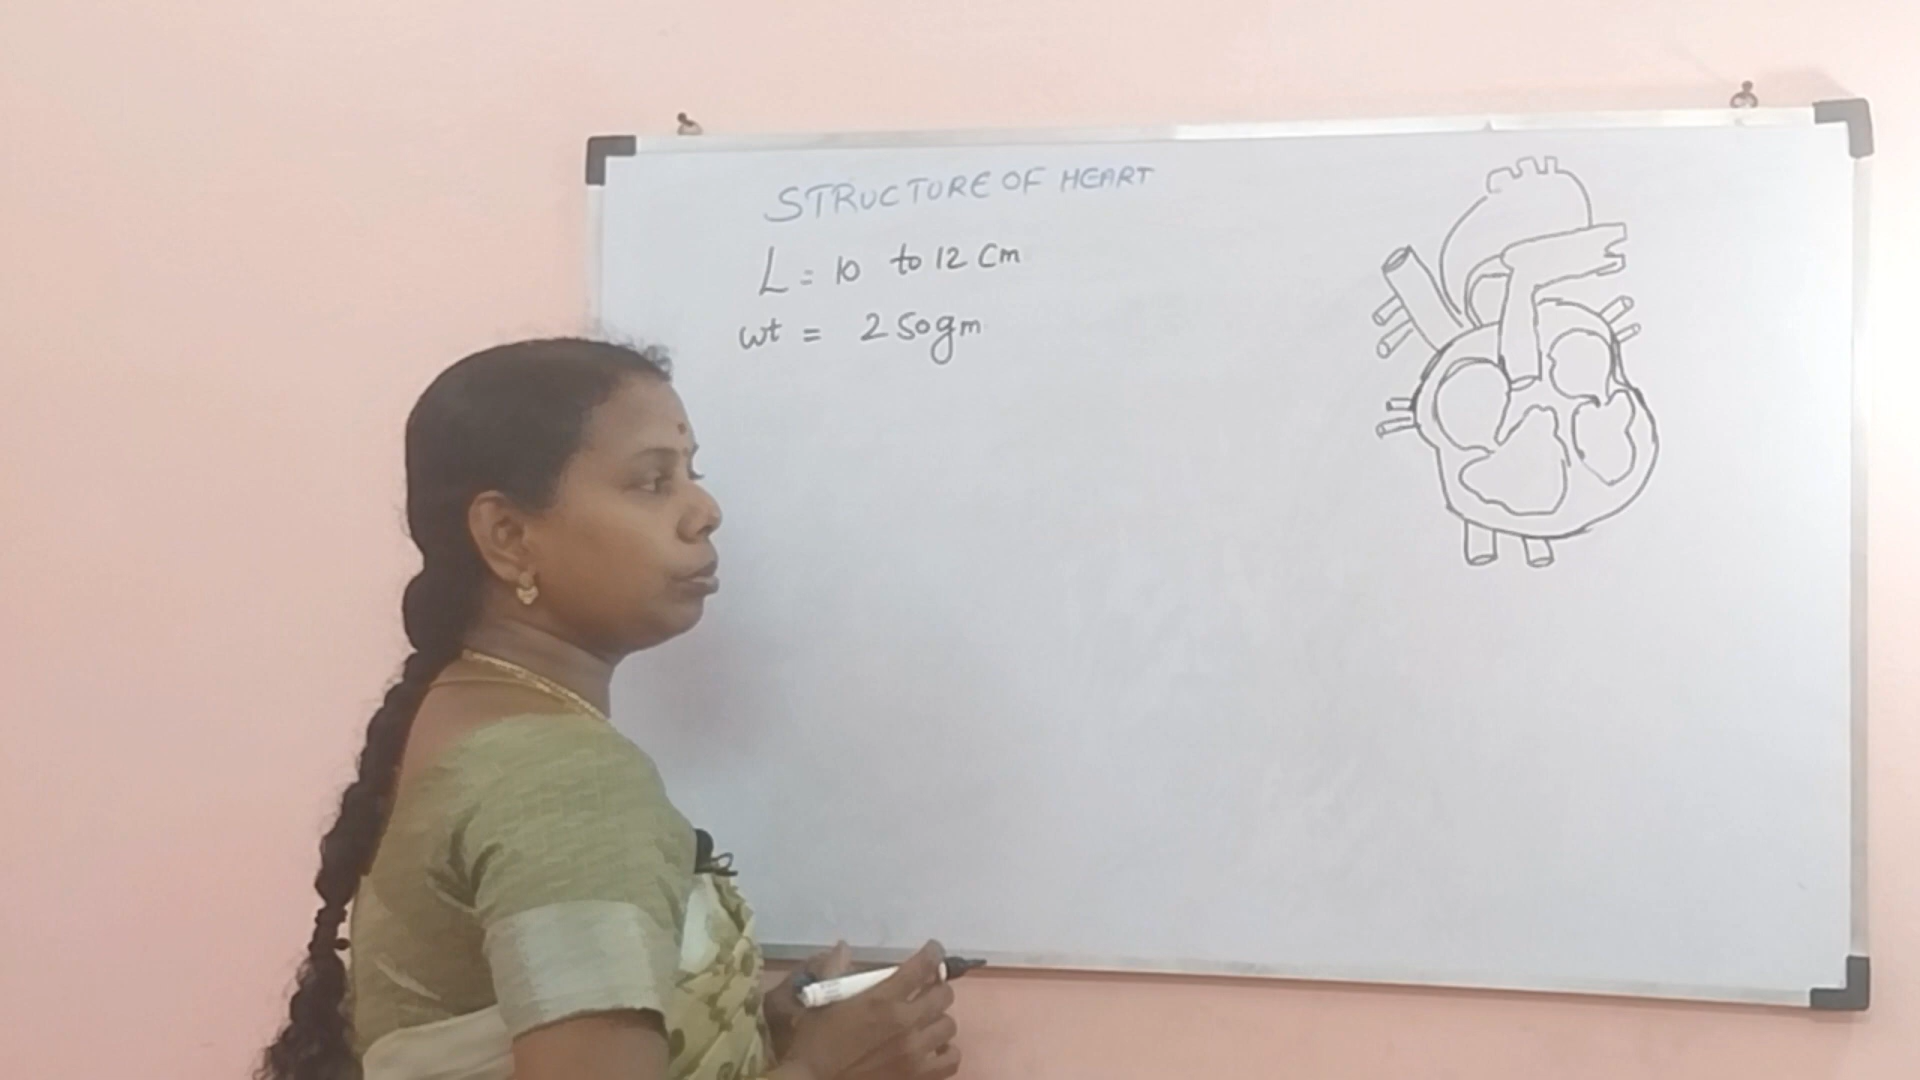 STRUCTURE OF HEART
L = 10 to 12 Cm
wt = 250gm